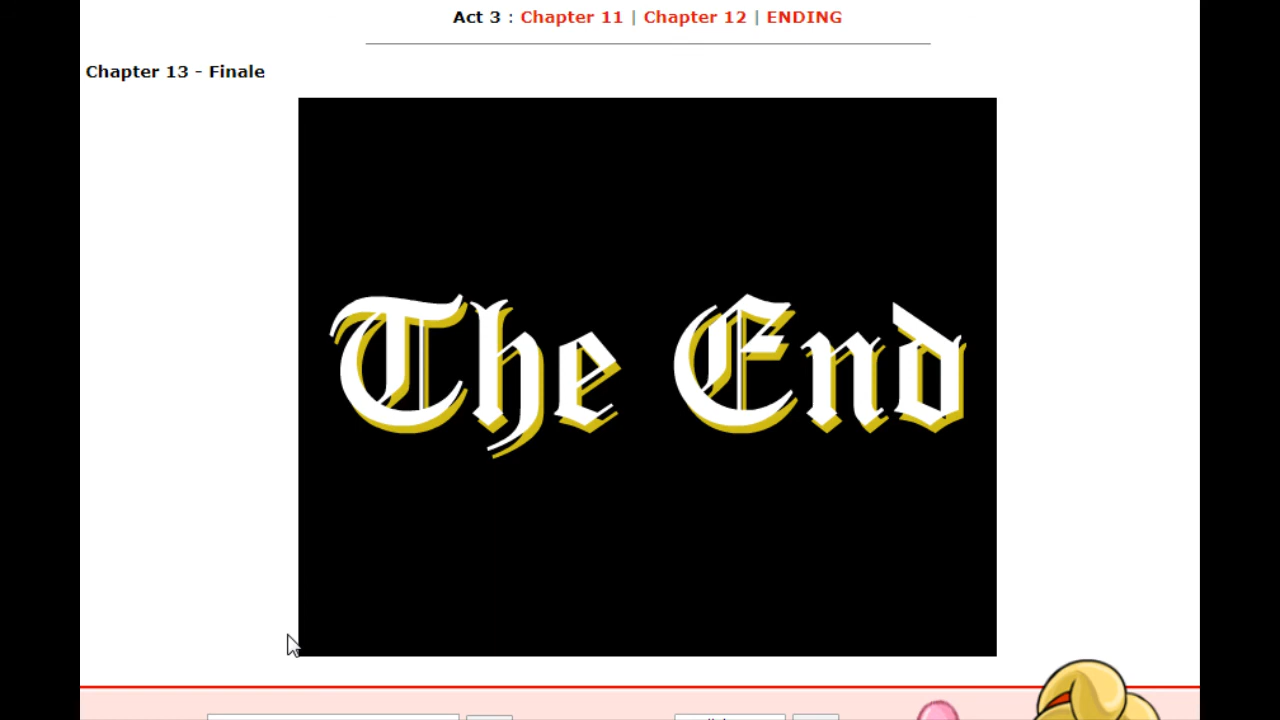 Act 3 : Chapter 11 | Chapter 12 | ENDING
Chapter 13 - Finale
The End